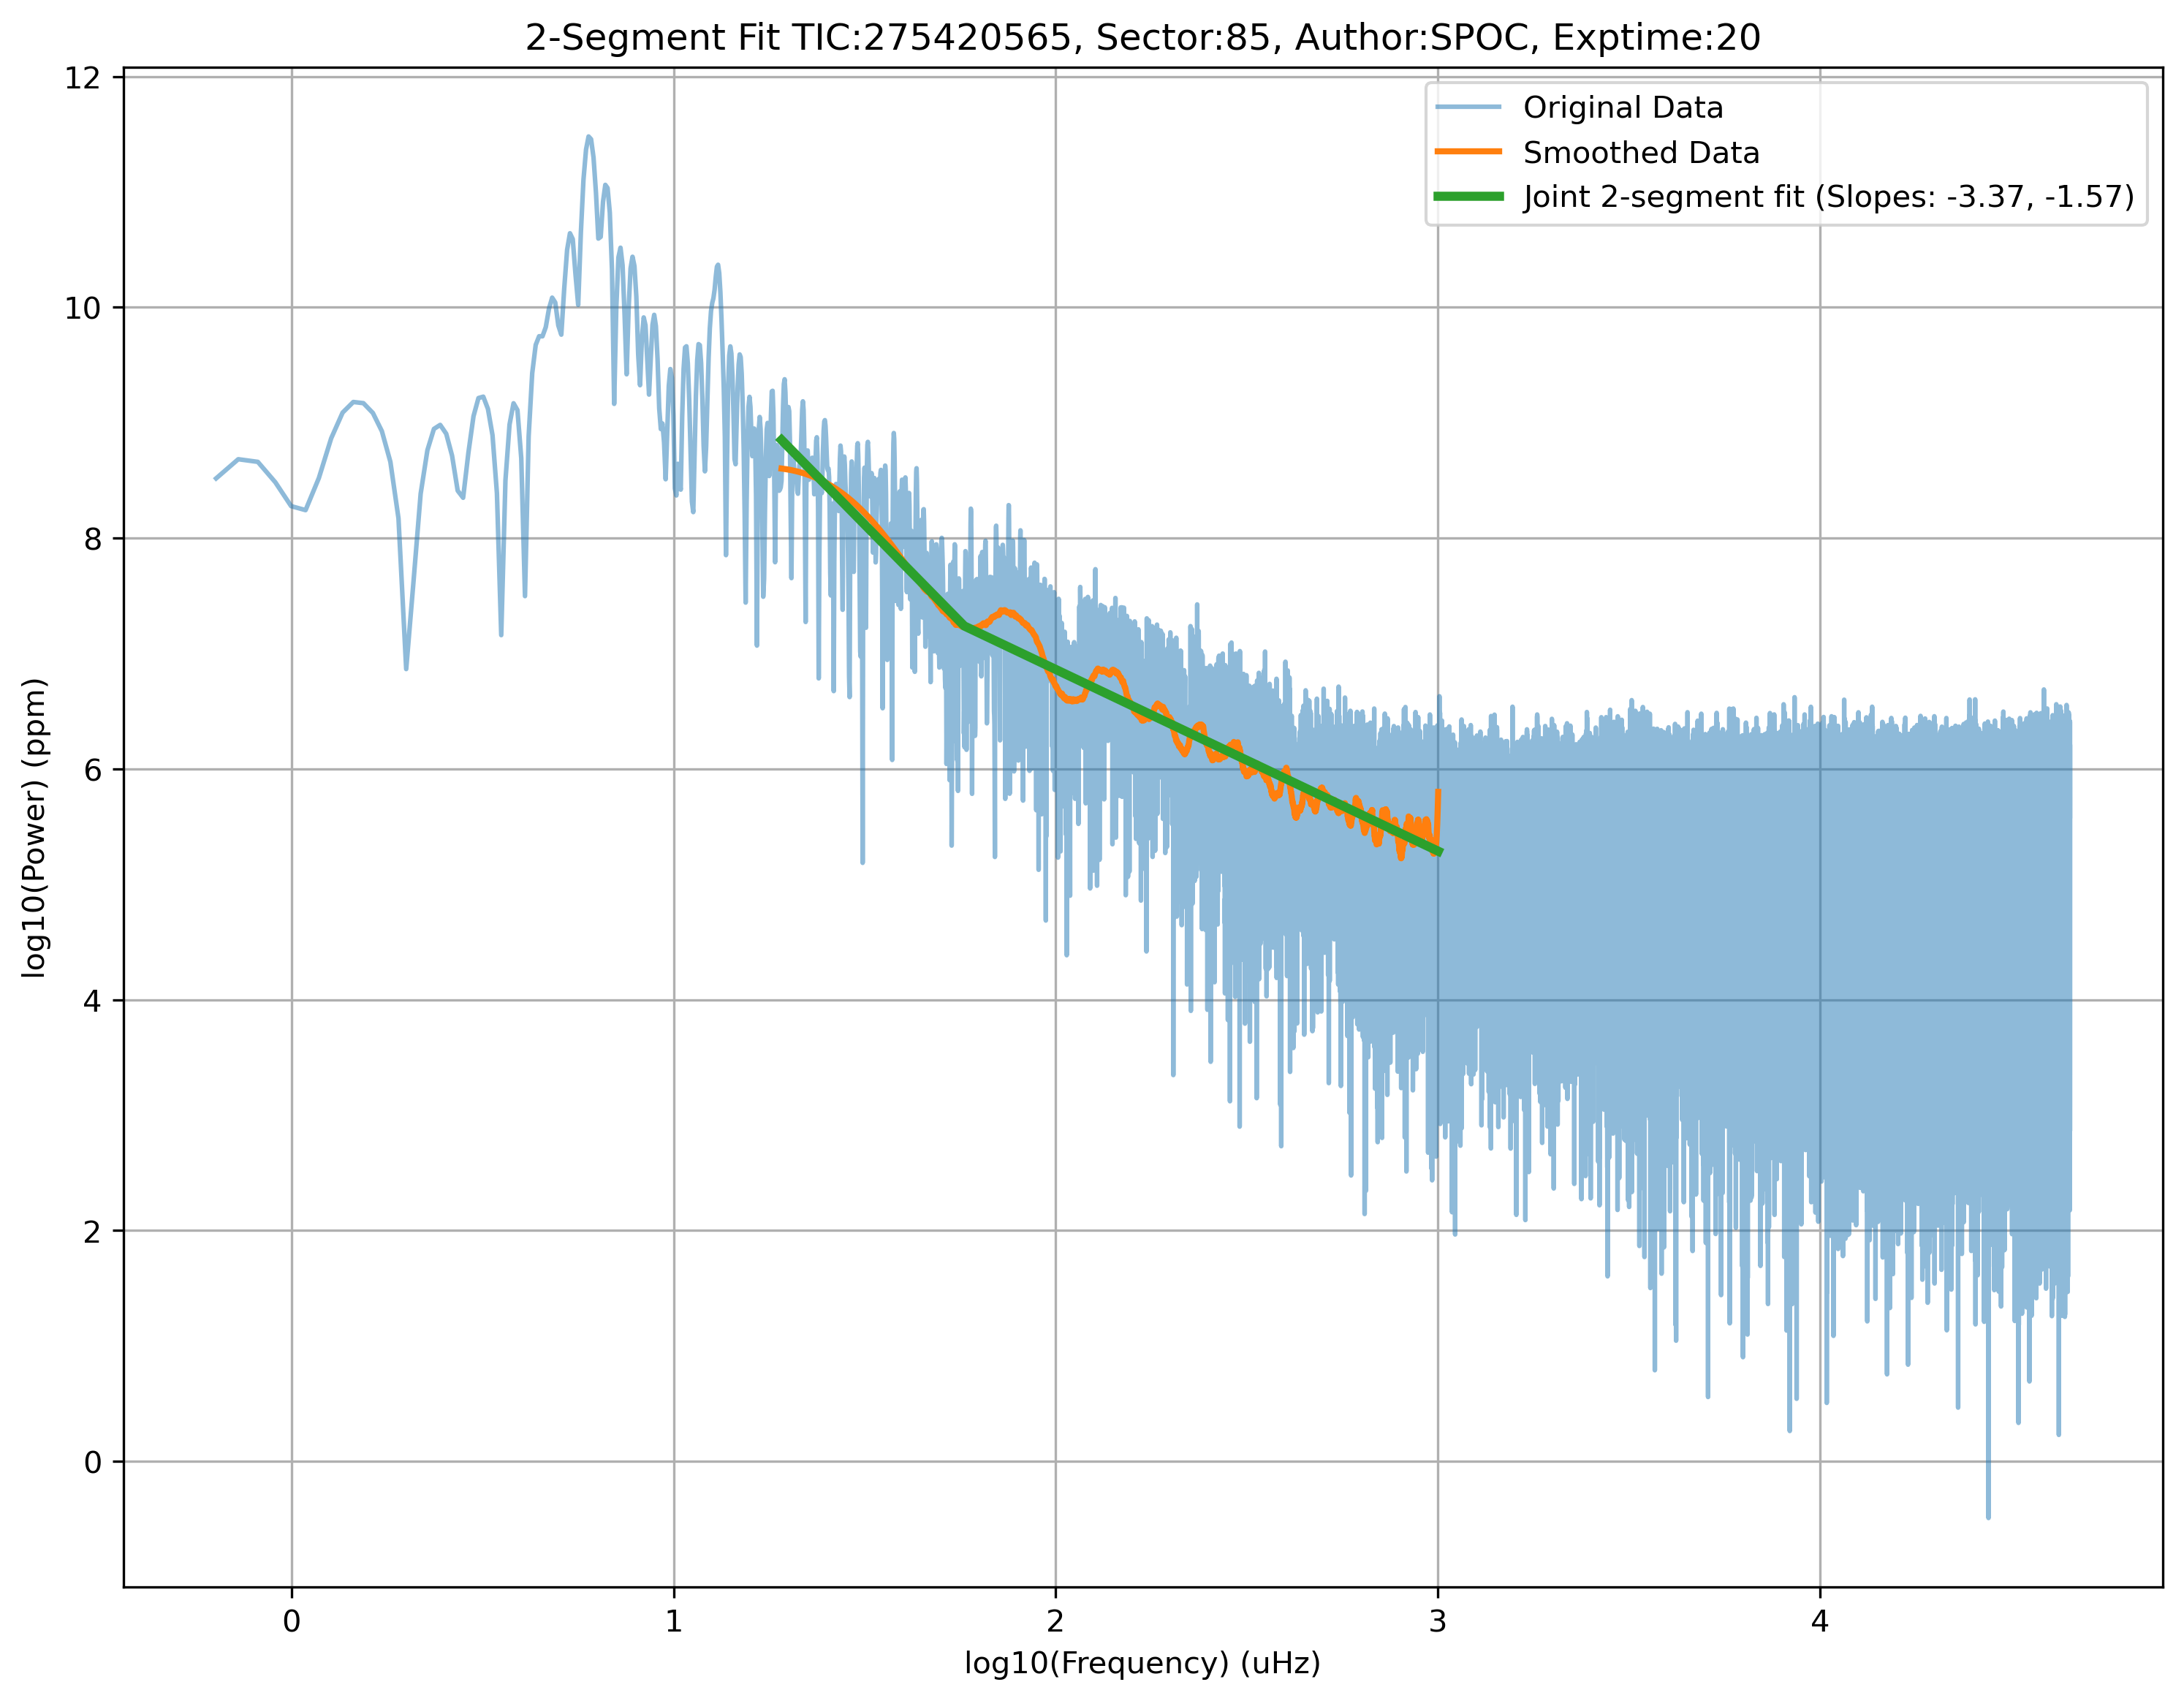 2-Segment Fit TIC:275420565, Sector:85, Author:SPOC, Exptime:20
Original Data
Smoothed Data
Joint 2-segment fit (Slopes: -3.37, -1.57)
log10(Power) (ppm)
12
10
8
6
4
2
0
0 1 2 3 4
log10(Frequency) (uHz)